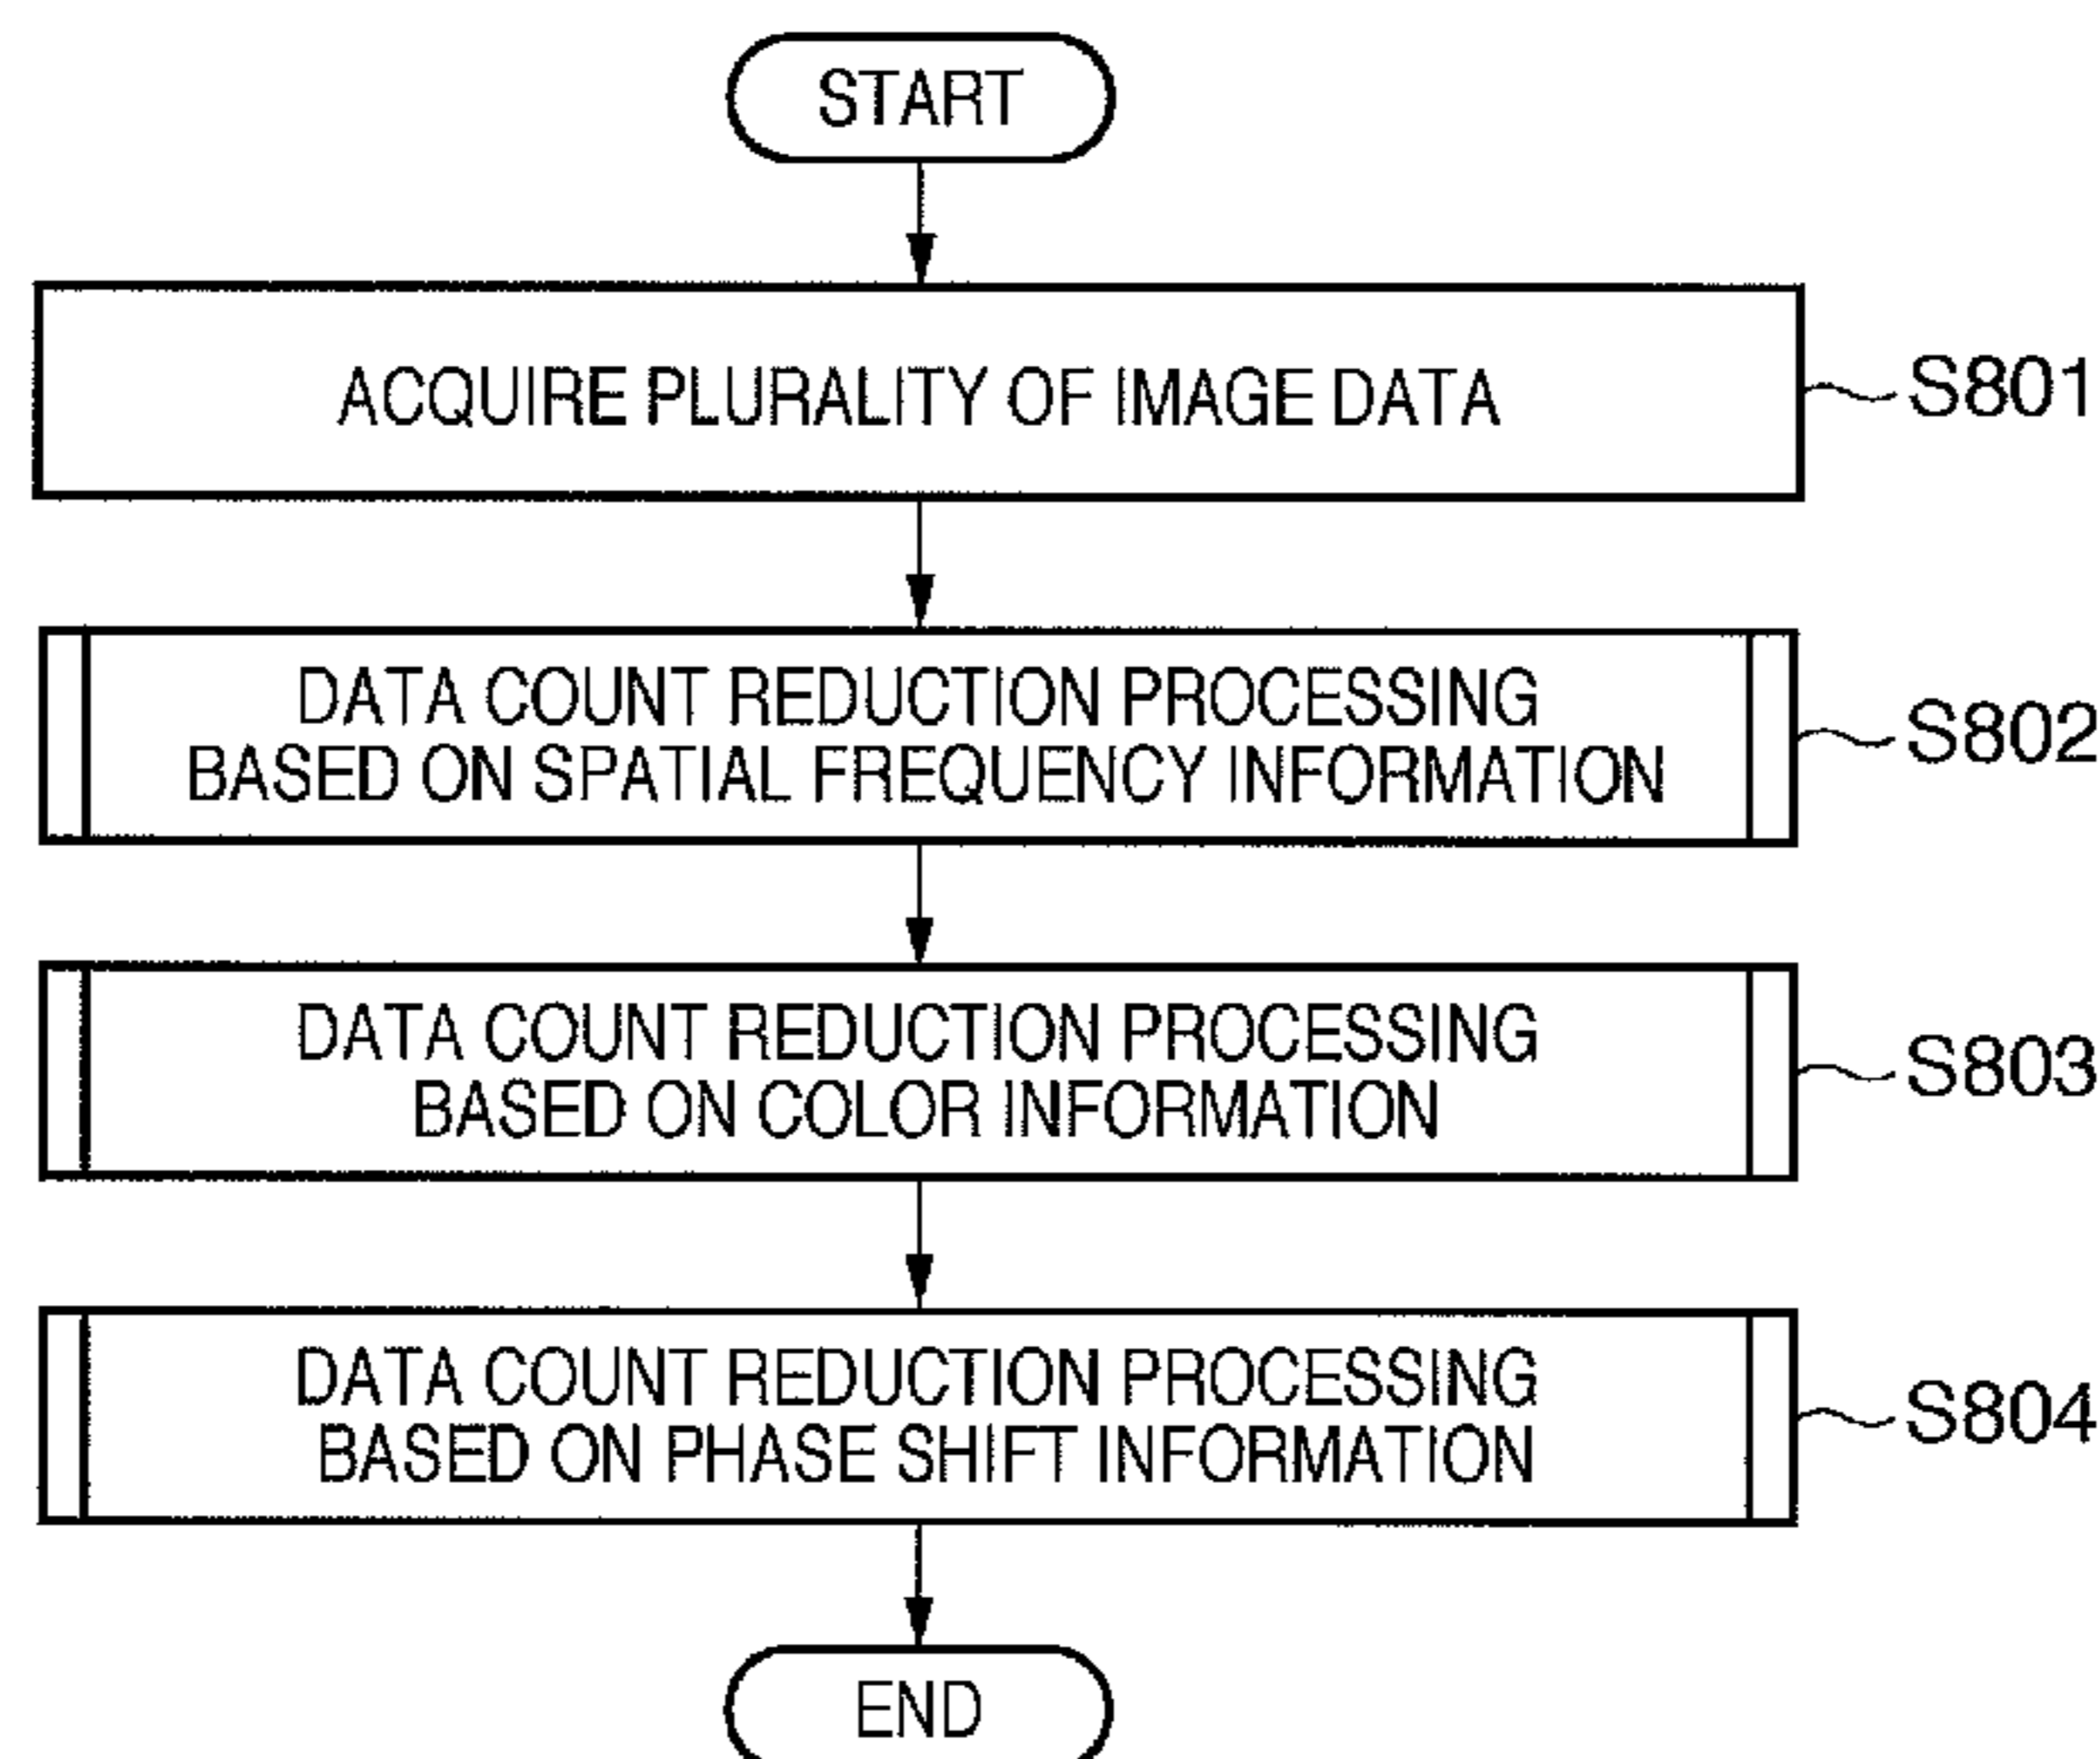 START
ACQUIRE PLURALITY OF IMAGE DATA
S801
DATA COUNT REDUCTION PROCESSING
BASED ON SPATIAL FREQUENCY INFORMATION
S802
DATA COUNT REDUCTION PROCESSING
BASED ON COLOR INFORMATION
S803
DATA COUNT REDUCTION PROCESSING
BASED ON PHASE SHIFT INFORMATION
S804
END